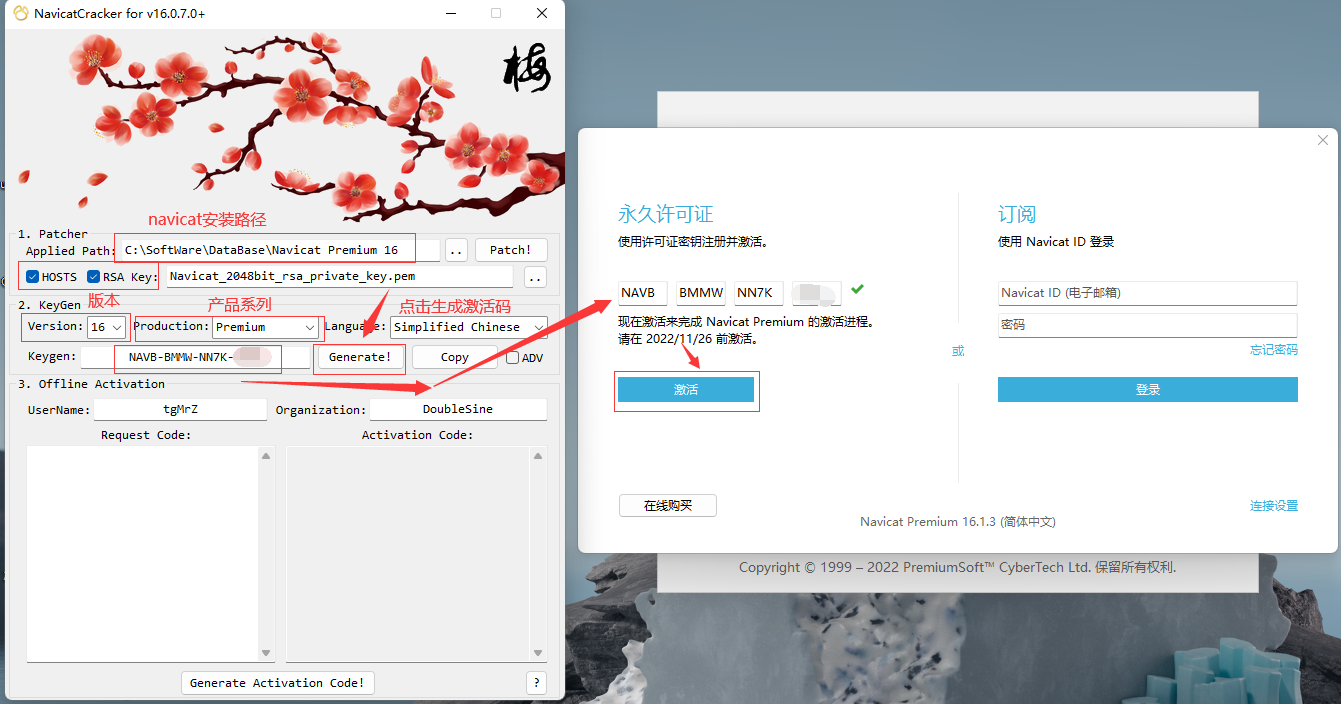 NavicatCracker for v16.0.7.0+
梅
navicat安装路径
1. Patcher
Applied Path: C:\SoftWare\DataBase\Navicat Premium 16 .. Patch!
HOSTS RSA Key: Navicat_2048bit_rsa_private_key.pem ..
版本 产品系列 点击生成激活码
2. KeyGen
Version: 16 Production: Premium Language: Simplified Chinese
Keygen: NAVB-BMMW-NN7K- Generate! Copy ADV
3. Offline Activation
UserName: tgMrZ Organization: DoubleSine
Request Code: Activation Code:
Generate Activation Code! ?
永久许可证
使用许可证密钥注册并激活。
NAVB BMMW NN7K
现在激活来完成 Navicat Premium 的激活进程。
请在 2022/11/26 前激活。
激活
在线购买
或
订阅
使用 Navicat ID 登录
Navicat ID (电子邮箱)
密码
忘记密码
登录
连接设置
Navicat Premium 16.1.3 (简体中文)
Copyright © 1999 – 2022 PremiumSoft™ CyberTech Ltd. 保留所有权利.